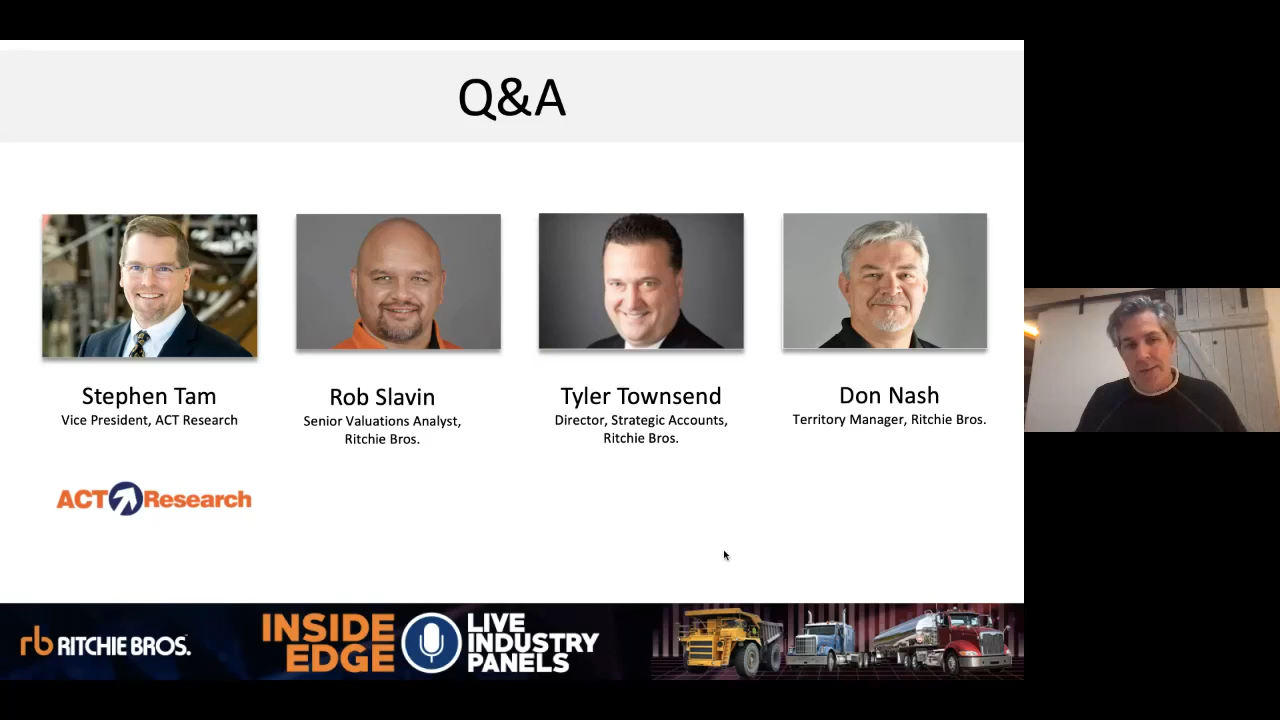 Q&A
Stephen Tam
Vice President, ACT Research
Rob Slavin
Senior Valuations Analyst,
Ritchie Bros.
Tyler Townsend
Director, Strategic Accounts,
Ritchie Bros.
Don Nash
Territory Manager, Ritchie Bros.
ACT Research
rb RITCHIE BROS.
INSIDE
EDGE
LIVE
INDUSTRY
PANELS